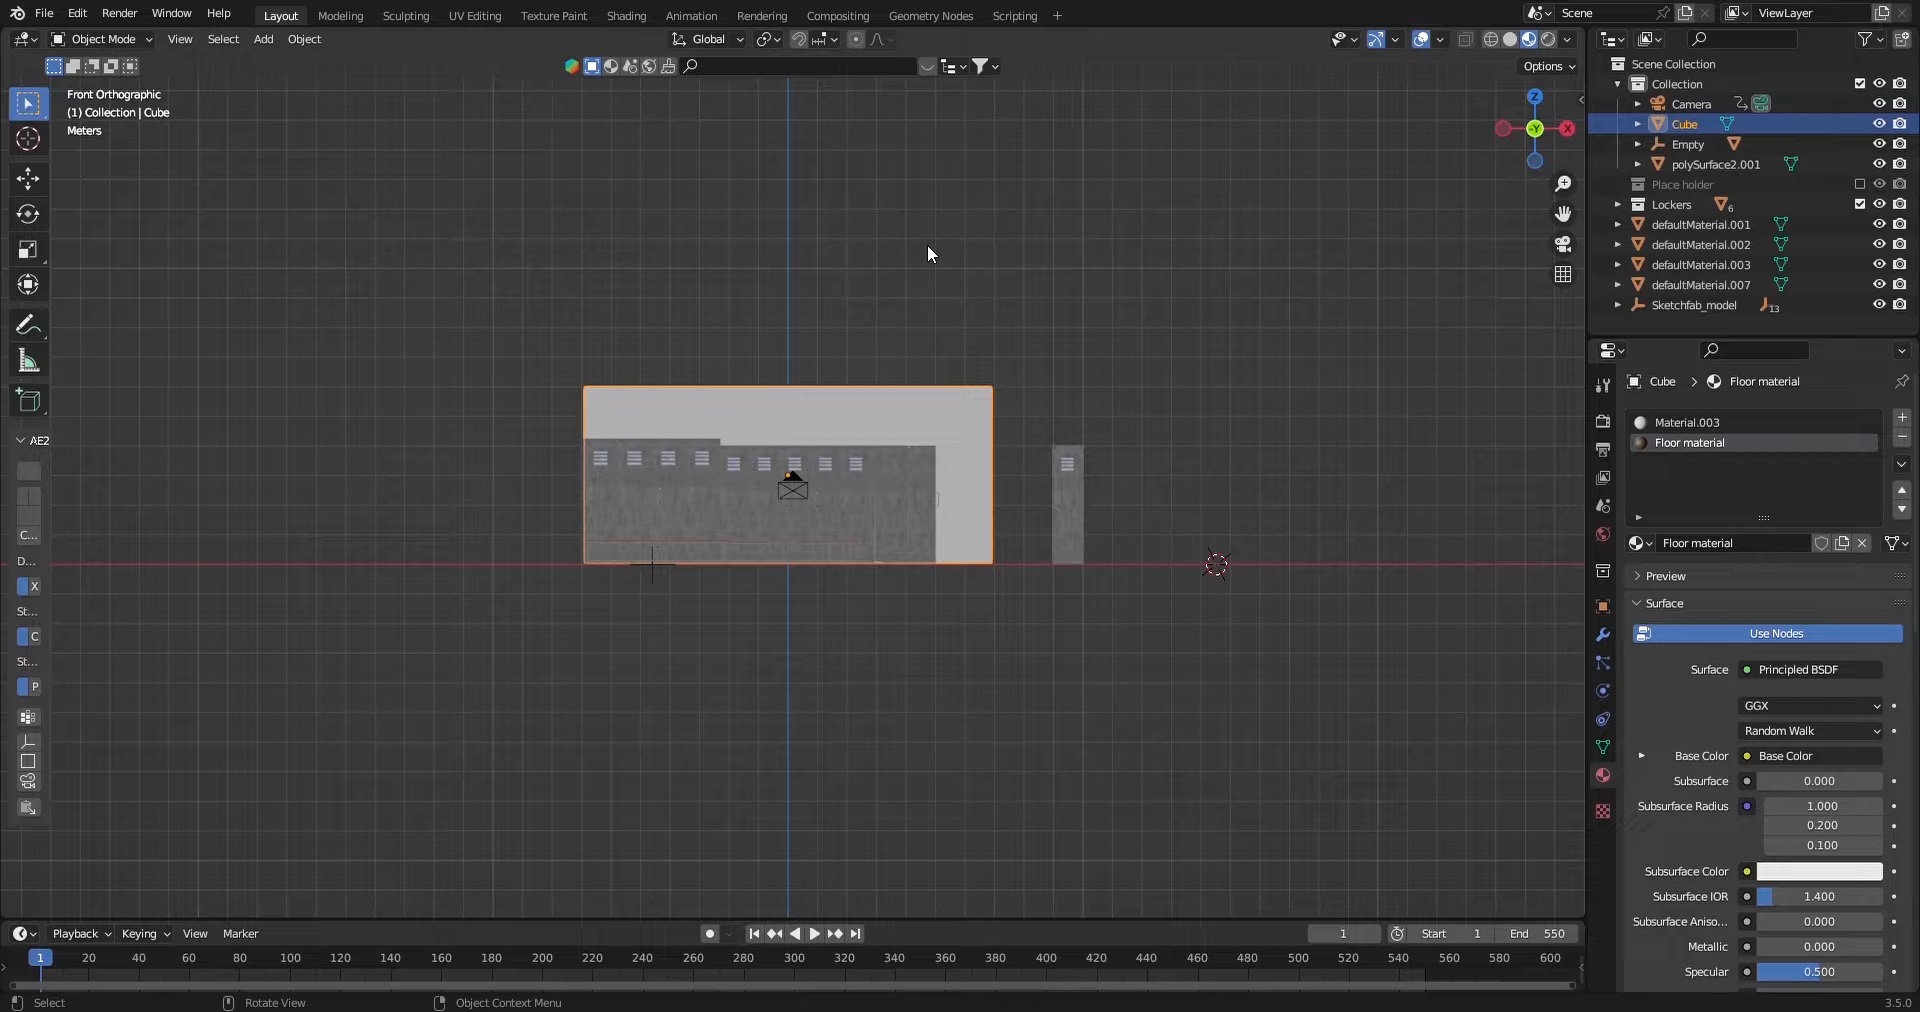 File Edit Render Window Help Layout Modeling Sculpting UV Editing Texture Paint Shading Animation Rendering Compositing Geometry Nodes Scripting + Scene ViewLayer
Object Mode View Select Add Object Global
Options
Front Orthographic
(1) Collection | Cube
Meters
Z
-Y
X
Scene Collection
Collection
Camera
Cube
Empty
polySurface2.001
Place holder
Lockers 6
defaultMaterial.001
defaultMaterial.002
defaultMaterial.003
defaultMaterial.007
Sketchfab_model 13
AE2
C...
D...
X
St...
C
St...
P
Cube > Floor material
Material.003
Floor material
Floor material
Preview
Surface
Use Nodes
Surface Principled BSDF
GGX
Random Walk
Base Color Base Color
Subsurface 0.000
Subsurface Radius 1.000
0.200
0.100
Subsurface Color
Subsurface IOR 1.400
Subsurface Aniso... 0.000
Metallic 0.000
Specular 0.500
Playback Keying View Marker 1 Start 1 End 550
1 20 40 60 80 100 120 140 160 180 200 220 240 260 280 300 320 340 360 380 400 420 440 460 480 500 520 540 560 580 600
Select Rotate View Object Context Menu 3.5.0